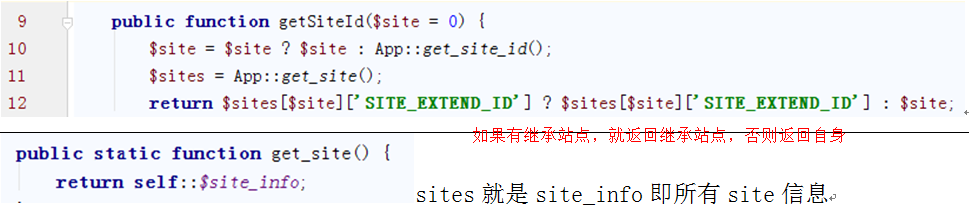 9 public function getSiteId($site = 0) {
10 $site = $site ? $site : App::get_site_id();
11 $sites = App::get_site();
12 return $sites[$site]['SITE_EXTEND_ID'] ? $sites[$site]['SITE_EXTEND_ID'] : $site;
如果有继承站点，就返回继承站点，否则返回自身
public static function get_site() {
return self::$site_info;
sites 就是 site_info 即所有 site 信息